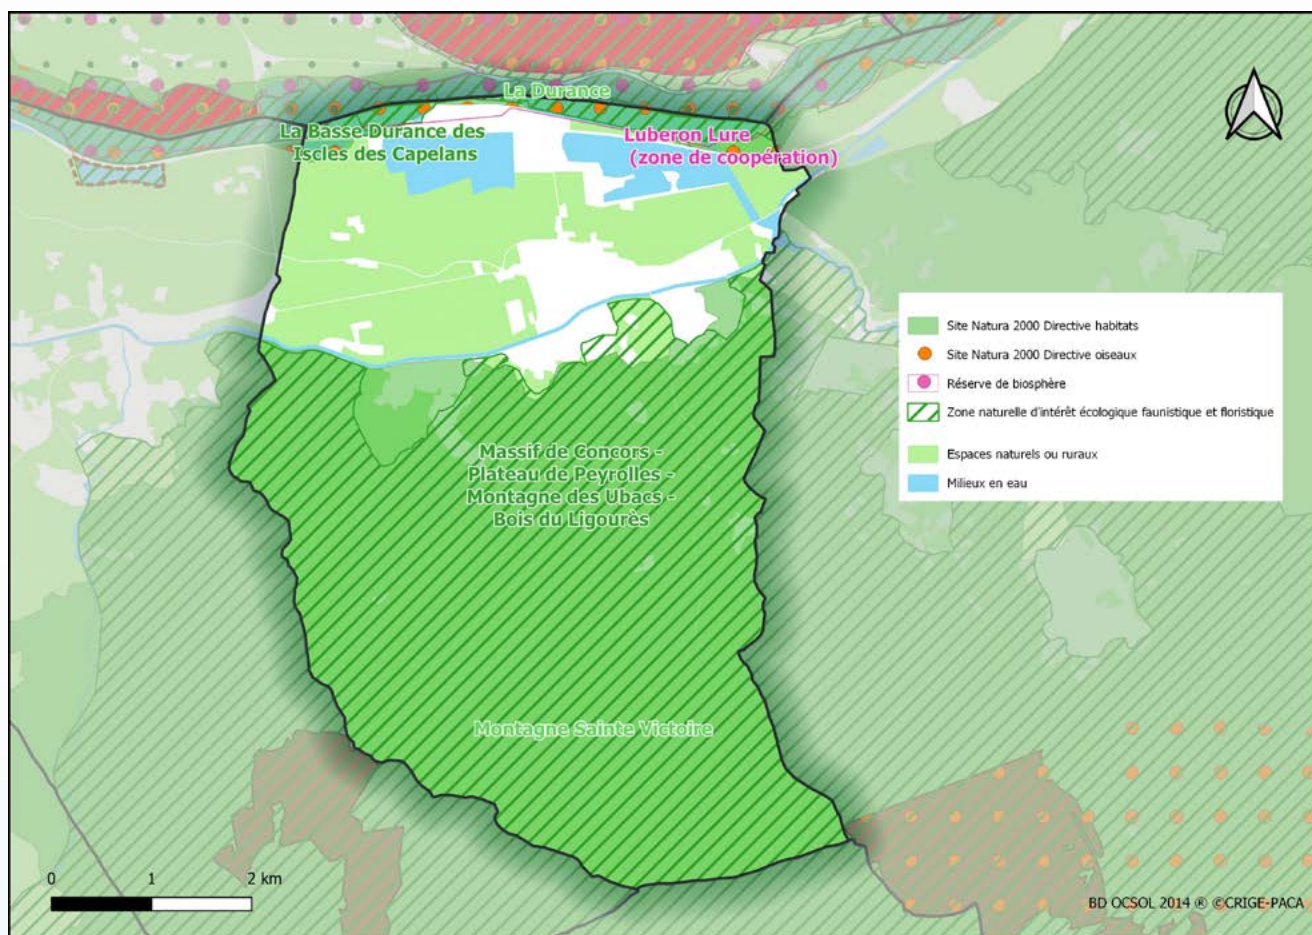 La Durance
La Basse Durance des
Iscles des Capelans
Luberon Lure
(zone de coopération)
Site Natura 2000 Directive habitats
Site Natura 2000 Directive oiseaux
Réserve de biosphère
Zone naturelle d'intérêt écologique faunistique et floristique
Espaces naturels ou ruraux
Milieux en eau
Massif de Concors -
Plateau de Peyrolles -
Montagne des Ubacs -
Bois du Ligourès
Montagne Sainte Victoire
0 1 2 km
BD OCSOL 2014 ® ©CRIGE-PACA